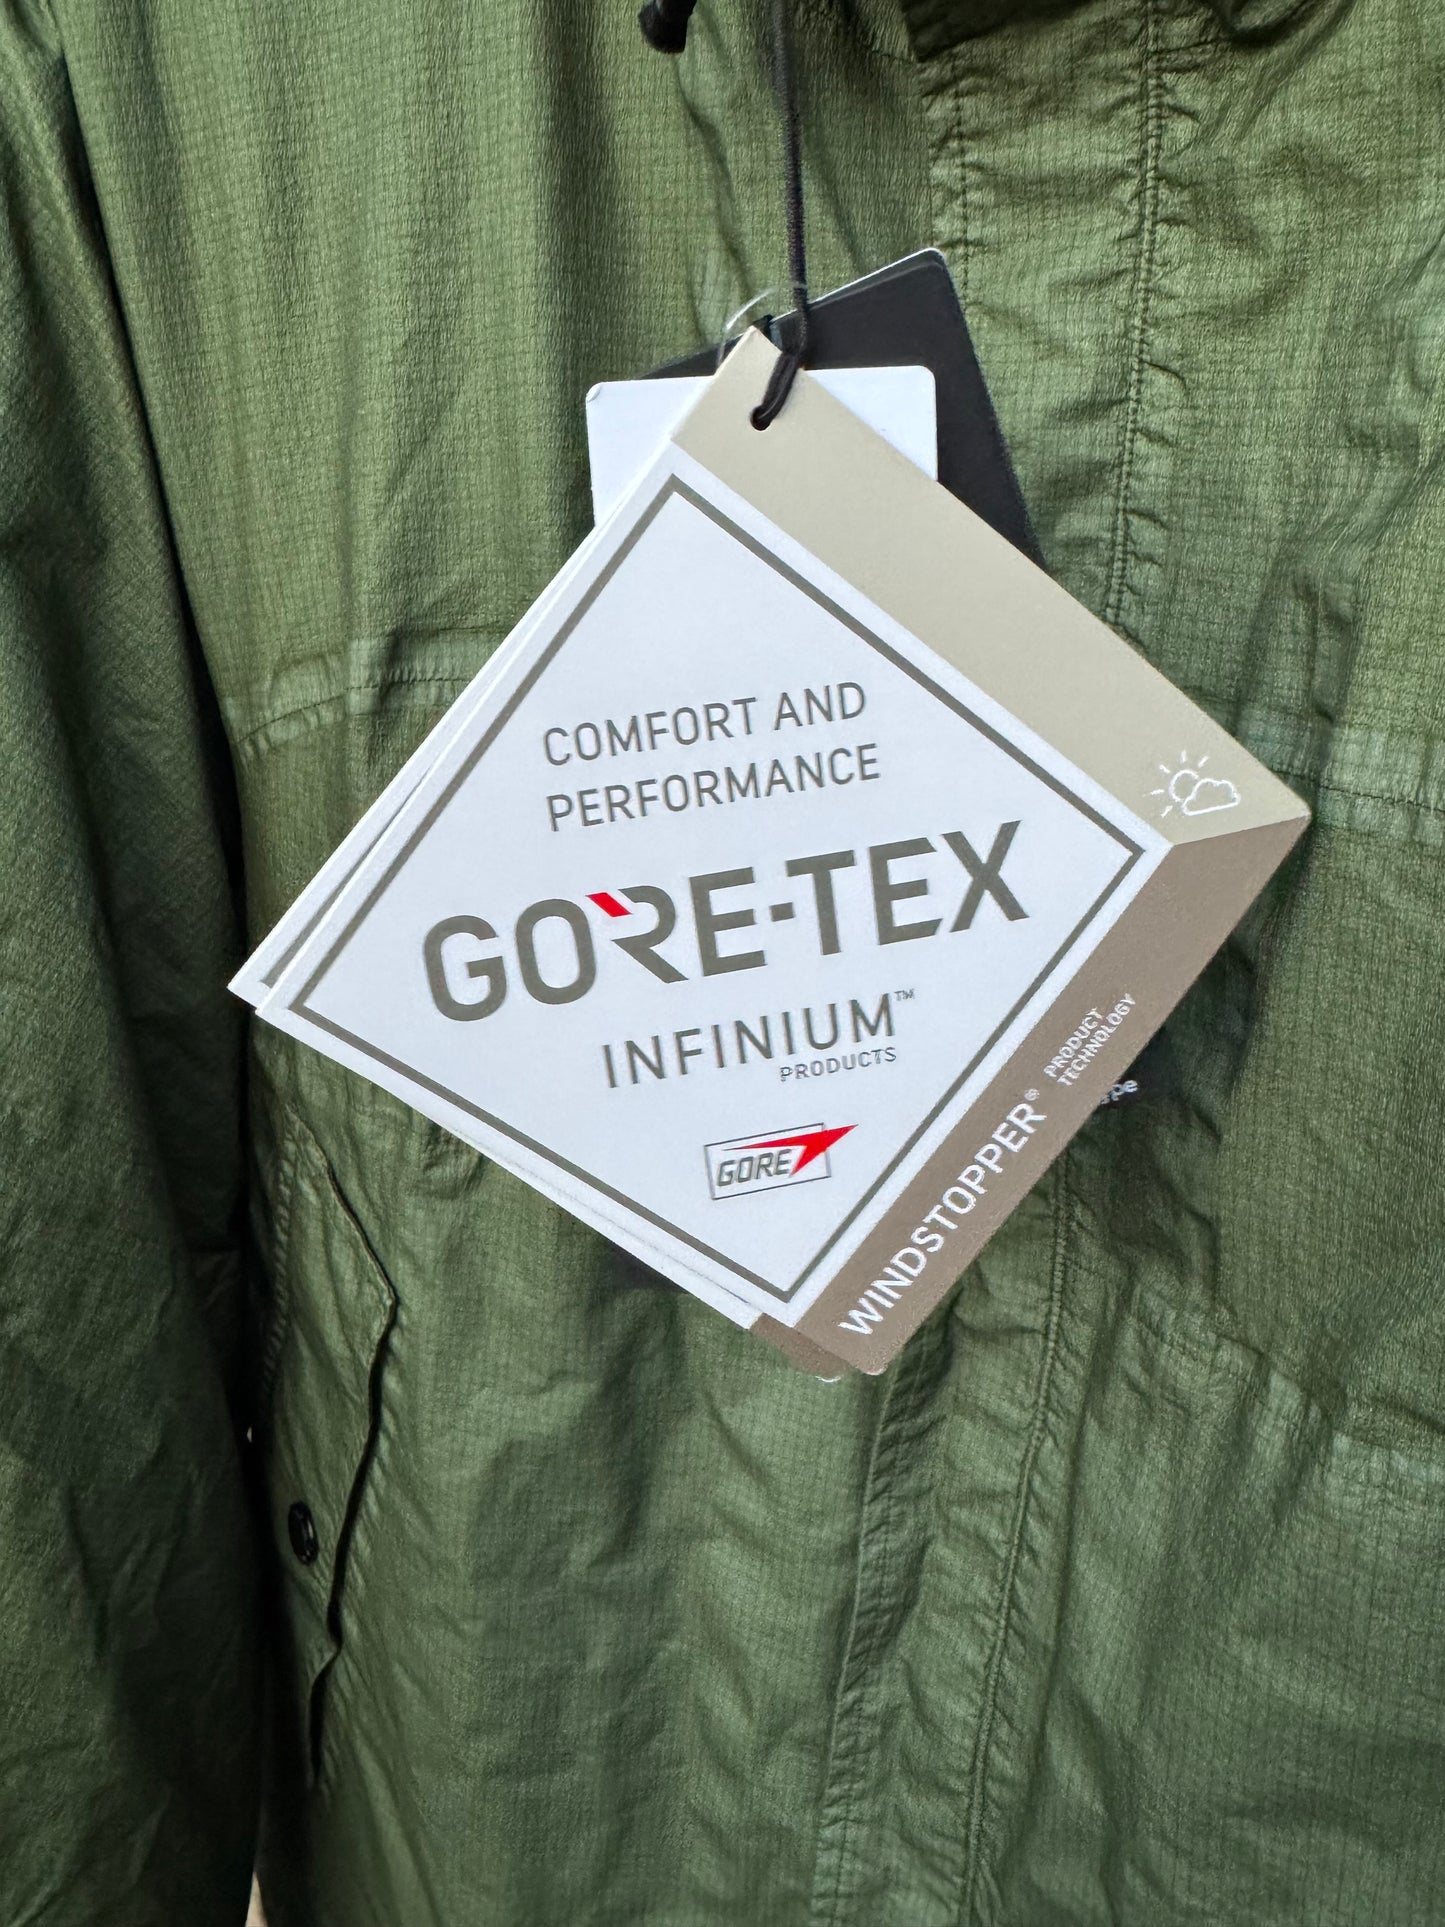 COMFORT AND
PERFORMANCE
GORE-TEX
INFINIUM™
PRODUCTS
GORE
WINDSTOPPER®
PRODUCT
TECHNOLOGY